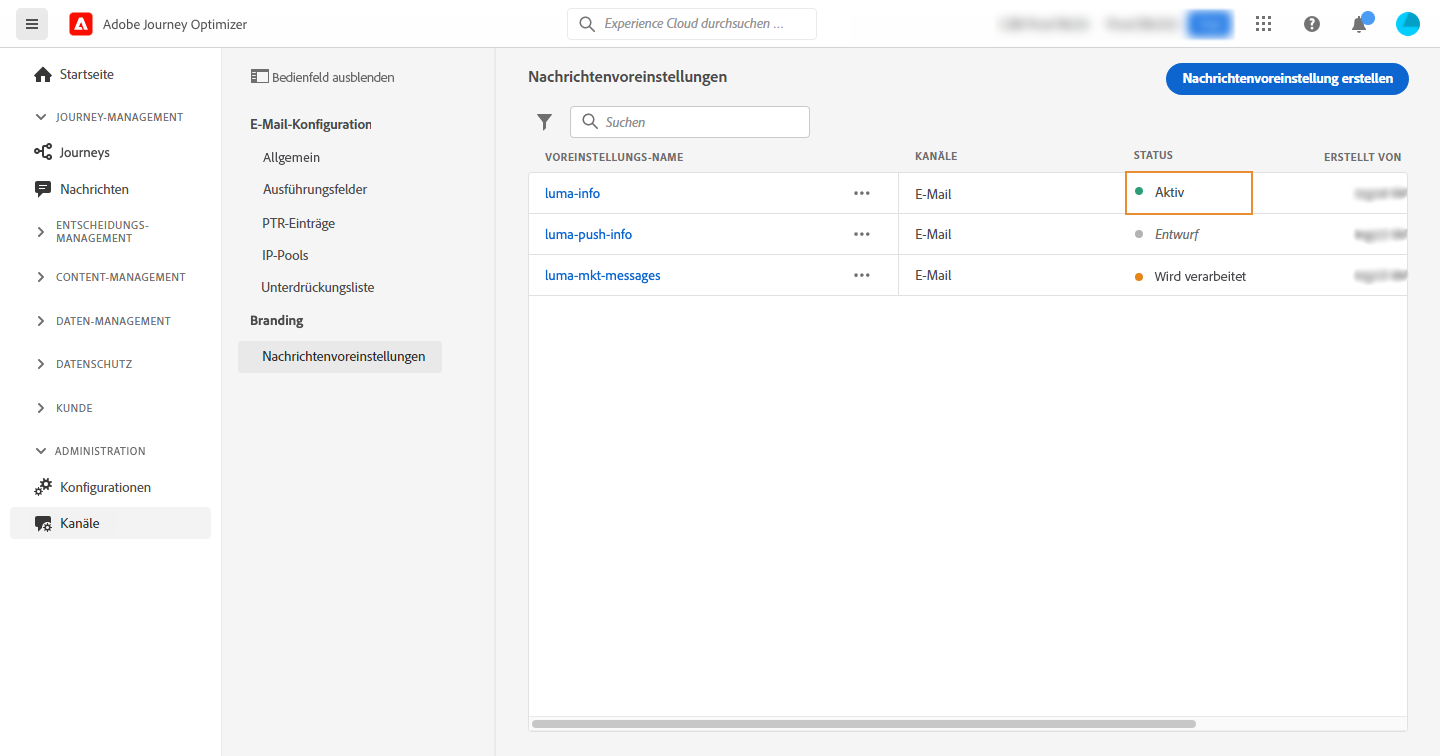 Adobe Journey Optimizer
Experience Cloud durchsuchen ...
Startseite
JOURNEY-MANAGEMENT
Journeys
Nachrichten
ENTSCHEIDUNGS-
MANAGEMENT
CONTENT-MANAGEMENT
DATEN-MANAGEMENT
DATENSCHUTZ
KUNDE
ADMINISTRATION
Konfigurationen
Kanäle
Bedienfeld ausblenden
E-Mail-Konfiguration
Allgemein
Ausführungsfelder
PTR-Einträge
IP-Pools
Unterdrückungsliste
Branding
Nachrichtenvoreinstellungen
Nachrichtenvoreinstellungen
Nachrichtenvoreinstellung erstellen
Suchen
VOREINSTELLUNGS-NAME KANÄLE STATUS ERSTELLT VON
luma-info E-Mail Aktiv
luma-push-info E-Mail Entwurf
luma-mkt-messages E-Mail Wird verarbeitet